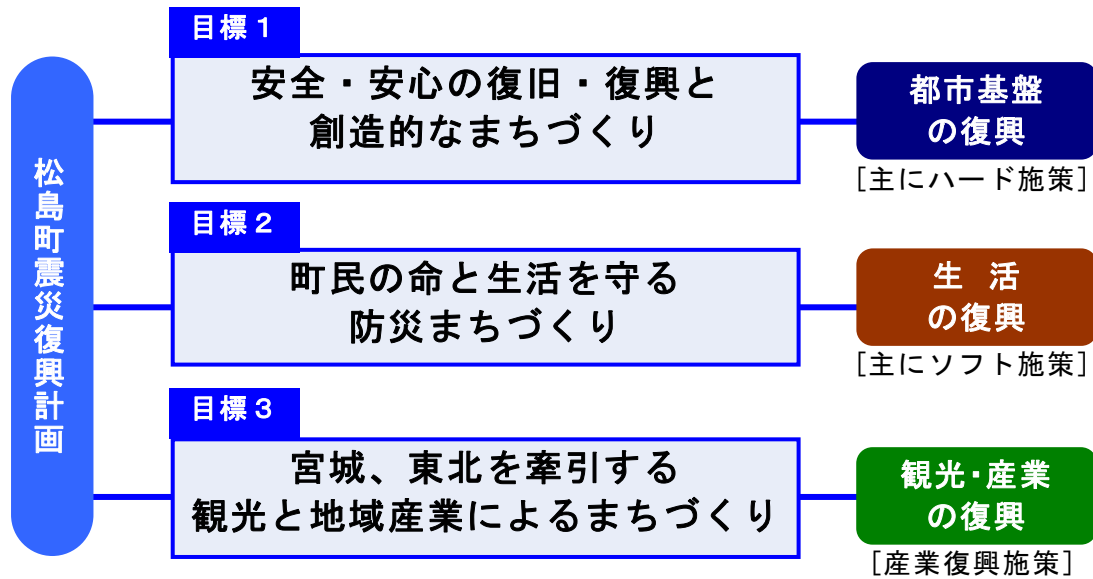 松島町震災復興計画
目標1
安全・安心の復旧・復興と
創造的なまちづくり
都市基盤
の復興
[主にハード施策]
目標2
町民の命と生活を守る
防災まちづくり
生 活
の復興
[主にソフト施策]
目標3
宮城、東北を牽引する
観光と地域産業によるまちづくり
観光・産業
の復興
[産業復興施策]